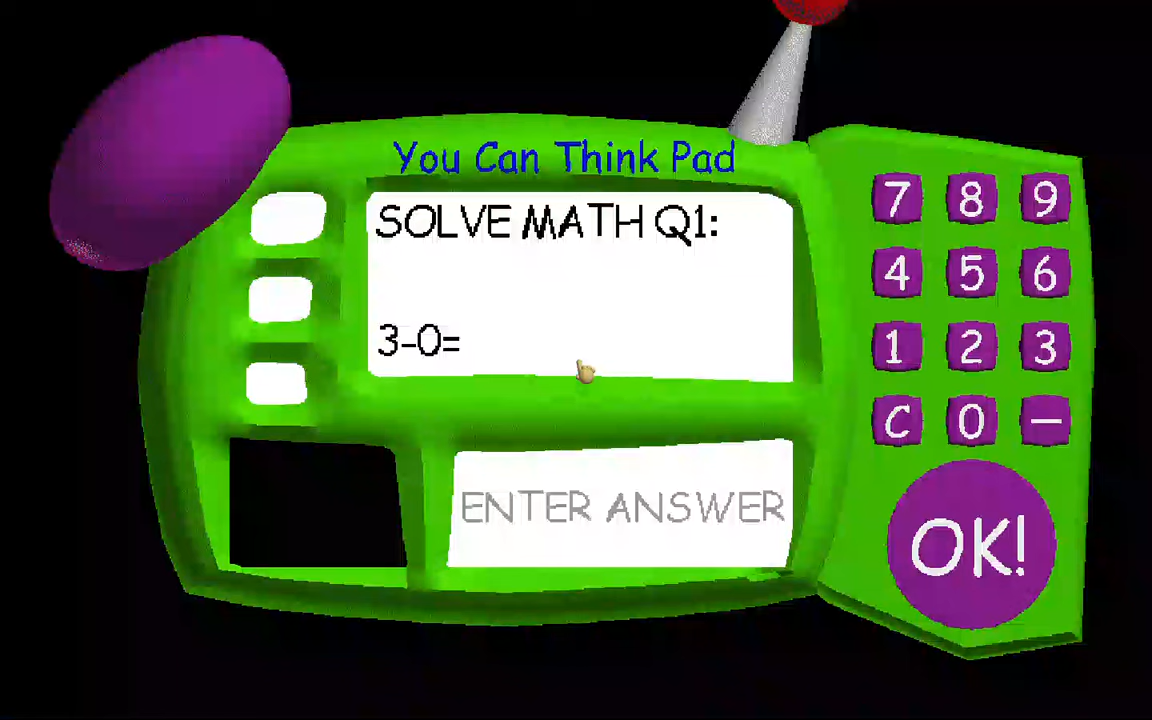 You Can Think Pad
SOLVE MATH Q1:
3-0=
ENTER ANSWER
7 8 9
4 5 6
1 2 3
C 0 –
OK!